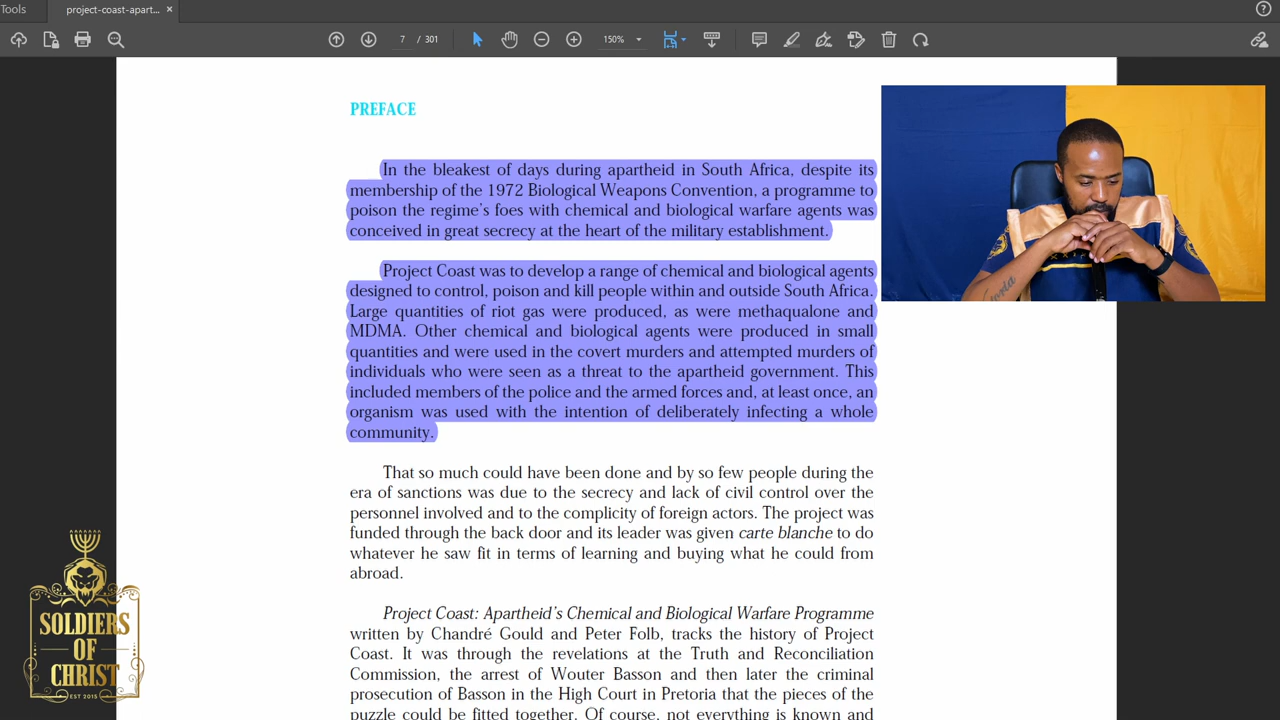 Tools
project-coast-apart... ×
7 / 301
150%
PREFACE
In the bleakest of days during apartheid in South Africa, despite its
membership of the 1972 Biological Weapons Convention, a programme to
poison the regime's foes with chemical and biological warfare agents was
conceived in great secrecy at the heart of the military establishment.
Project Coast was to develop a range of chemical and biological agents
designed to control, poison and kill people within and outside South Africa.
Large quantities of riot gas were produced, as were methaqualone and
MDMA. Other chemical and biological agents were produced in small
quantities and were used in the covert murders and attempted murders of
individuals who were seen as a threat to the apartheid government. This
included members of the police and the armed forces and, at least once, an
organism was used with the intention of deliberately infecting a whole
community.
That so much could have been done and by so few people during the
era of sanctions was due to the secrecy and lack of civil control over the
personnel involved and to the complicity of foreign actors. The project was
funded through the back door and its leader was given carte blanche to do
whatever he saw fit in terms of learning and buying what he could from
abroad.
Project Coast: Apartheid's Chemical and Biological Warfare Programme
written by Chandré Gould and Peter Folb, tracks the history of Project
Coast. It was through the revelations at the Truth and Reconciliation
Commission, the arrest of Wouter Basson and then later the criminal
prosecution of Basson in the High Court in Pretoria that the pieces of the
puzzle could be fitted together. Of course, not everything is known and
SOLDIERS
OF
CHRIST
EST 2015